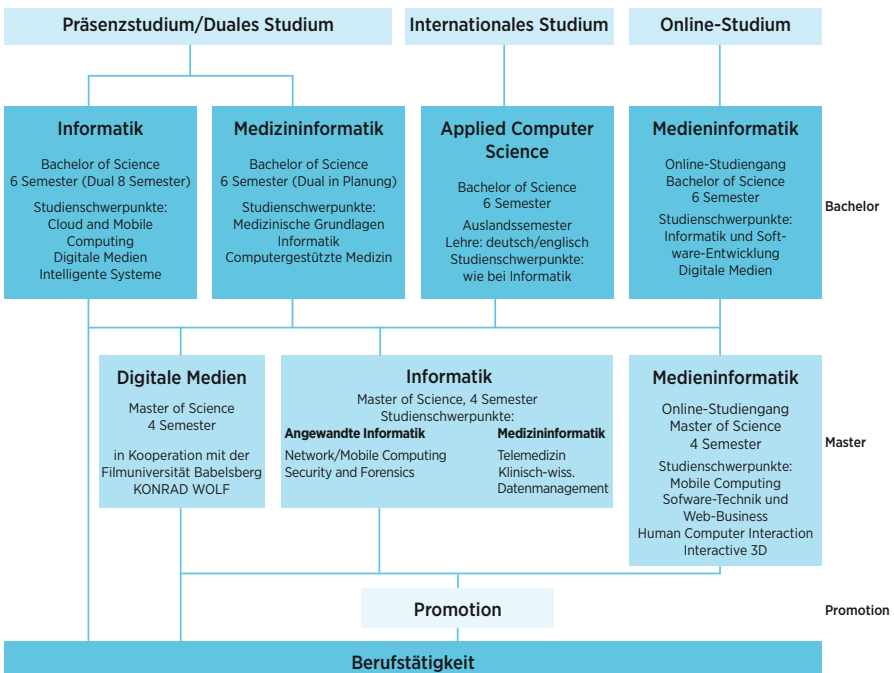 Präsenzstudium/Duales Studium
Internationales Studium
Online-Studium
Informatik
Bachelor of Science
6 Semester (Dual 8 Semester)
Studienschwerpunkte:
Cloud and Mobile
Computing
Digitale Medien
Intelligente Systeme
Medizininformatik
Bachelor of Science
6 Semester (Dual in Planung)
Studienschwerpunkte:
Medizinische Grundlagen
Informatik
Computergestützte Medizin
Applied Computer
Science
Bachelor of Science
6 Semester
Auslandssemester
Lehre: deutsch/englisch
Studienschwerpunkte:
wie bei Informatik
Medieninformatik
Online-Studiengang
Bachelor of Science
6 Semester
Studienschwerpunkte:
Informatik und Soft-
ware-Entwicklung
Digitale Medien
Bachelor
Digitale Medien
Master of Science
4 Semester
in Kooperation mit der
Filmuniversität Babelsberg
KONRAD WOLF
Informatik
Master of Science, 4 Semester
Studienschwerpunkte:
Angewandte Informatik
Network/Mobile Computing
Security and Forensics
Medizininformatik
Telemedizin
Klinisch-wiss.
Datenmanagement
Medieninformatik
Online-Studiengang
Master of Science
4 Semester
Studienschwerpunkte:
Mobile Computing
Sofware-Technik und
Web-Business
Human Computer Interaction
Interactive 3D
Master
Promotion
Promotion
Berufstätigkeit